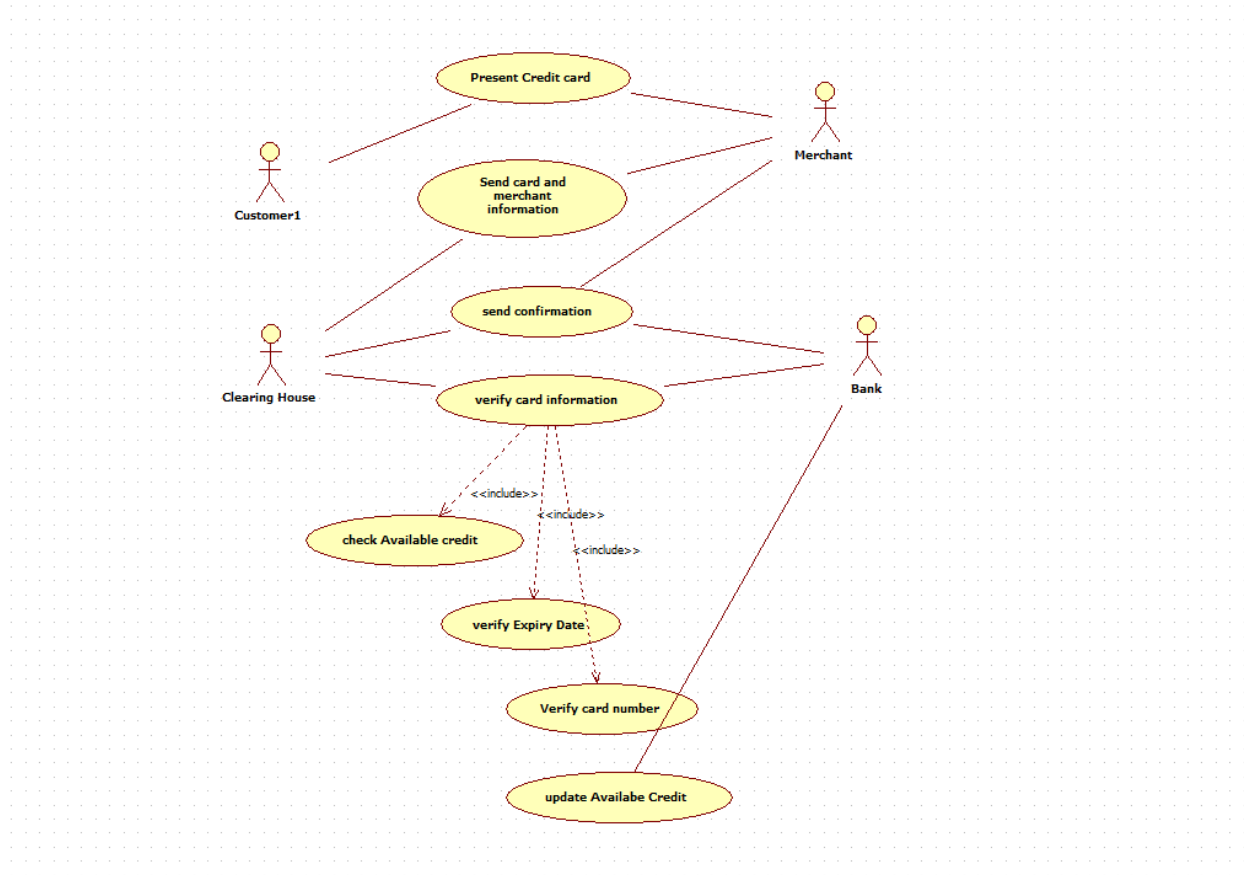 Present Credit card
Merchant
Send card and
merchant
information
Customer1
send confirmation
Bank
Clearing House
verify card information
<<include>>
<<include>>
check Available credit
<<include>>
verify Expiry Date
Verify card number
update Availabe Credit